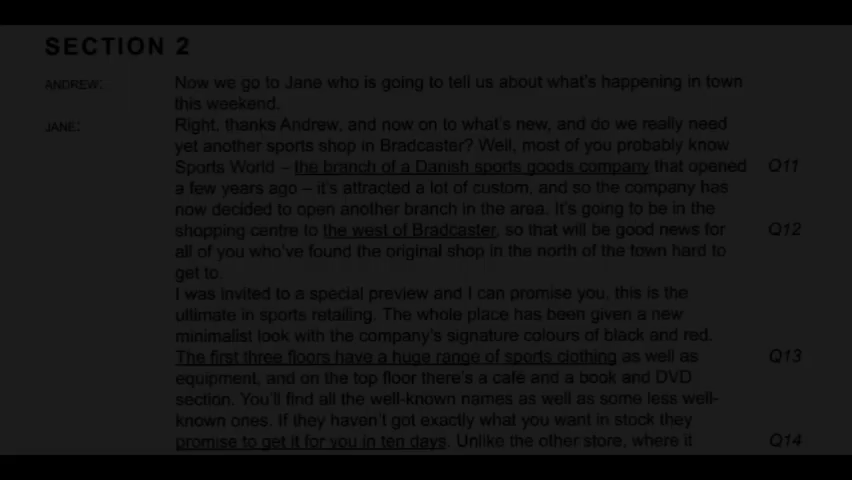 SECTION 2
ANDREW: Now we go to Jane who is going to tell us about what's happening in town
this weekend.
JANE: Right, thanks Andrew, and now on to what's new, and do we really need
yet another sports shop in Bradcaster? Well, most of you probably know
Sports World – the branch of a Danish sports goods company that opened Q11
a few years ago – it's attracted a lot of custom, and so the company has
now decided to open another branch in the area. It's going to be in the
shopping centre to the west of Bradcaster, so that will be good news for Q12
all of you who've found the original shop in the north of the town hard to
get to.
I was invited to a special preview and I can promise you, this is the
ultimate in sports retailing. The whole place has been given a new
minimalist look with the company's signature colours of black and red.
The first three floors have a huge range of sports clothing as well as Q13
equipment, and on the top floor there's a café and a book and DVD
section. You'll find all the well-known names as well as some less well-
known ones. If they haven't got exactly what you want in stock they
promise to get it for you in ten days. Unlike the other store, where it Q14